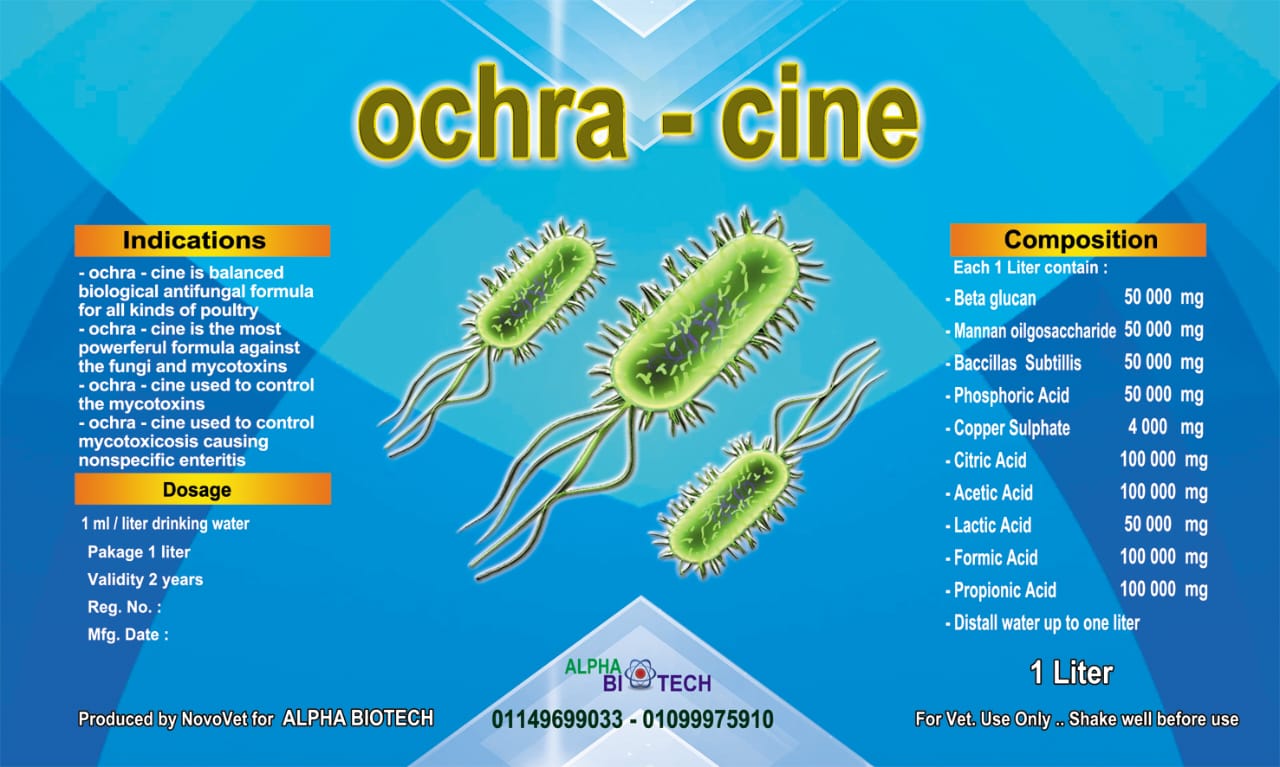 ochra - cine
Indications
- ochra - cine is balanced
biological antifungal formula
for all kinds of poultry
- ochra - cine is the most
powerferul formula against
the fungi and mycotoxins
- ochra - cine used to control
the mycotoxins
- ochra - cine used to control
mycotoxicosis causing
nonspecific enteritis
Dosage
1 ml / liter drinking water
Pakage 1 liter
Validity 2 years
Reg. No. :
Mfg. Date :
Produced by NovoVet for ALPHA BIOTECH
ALPHA
BI TECH
01149699033 - 01099975910
Composition
Each 1 Liter contain :
- Beta glucan 50 000 mg
- Mannan oilgosaccharide 50 000 mg
- Baccillas Subtillis 50 000 mg
- Phosphoric Acid 50 000 mg
- Copper Sulphate 4 000 mg
- Citric Acid 100 000 mg
- Acetic Acid 100 000 mg
- Lactic Acid 50 000 mg
- Formic Acid 100 000 mg
- Propionic Acid 100 000 mg
- Distall water up to one liter
1 Liter
For Vet. Use Only .. Shake well before use